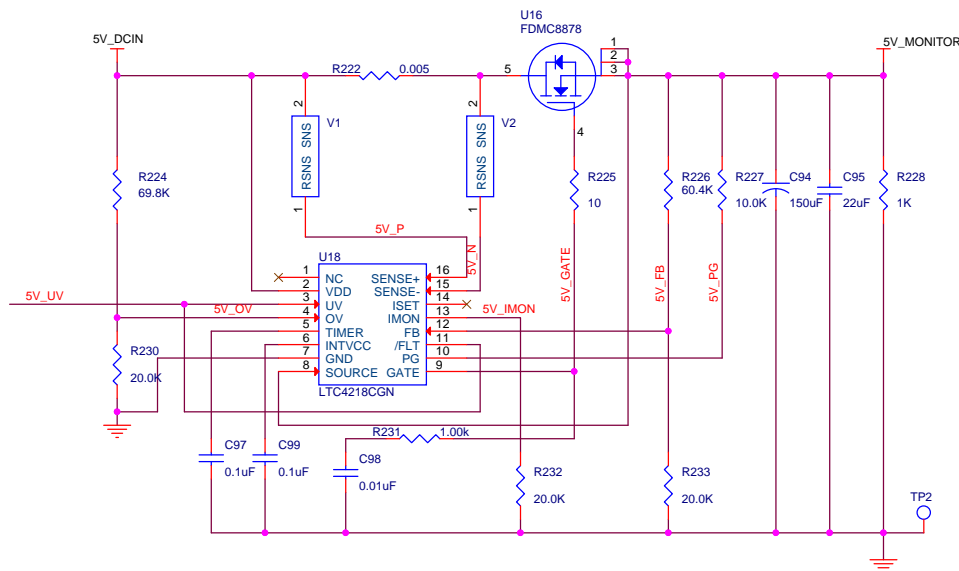 U16
FDMC8878
5V_DCIN
5V_MONITOR
R222 0.005
5
1
2
3
4
2
V1
RSNS SNS
1
2
V2
RSNS SNS
1
R224
69.8K
R225
10
R226
60.4K
R227
10.0K
C94
150uF
C95
22uF
R228
1K
5V_P
5V_N
5V_GATE
5V_FB
5V_PG
U18
1 NC SENSE+ 16
2 VDD SENSE- 15
3 UV ISET 14
4 OV IMON 13
5 TIMER FB 12
6 INTVCC /FLT 11
7 GND PG 10
8 SOURCE GATE 9
LTC4218CGN
5V_UV
5V_OV
5V_IMON
R230
20.0K
R231 1.00k
C97
0.1uF
C99
0.1uF
C98
0.01uF
R232
20.0K
R233
20.0K
TP2